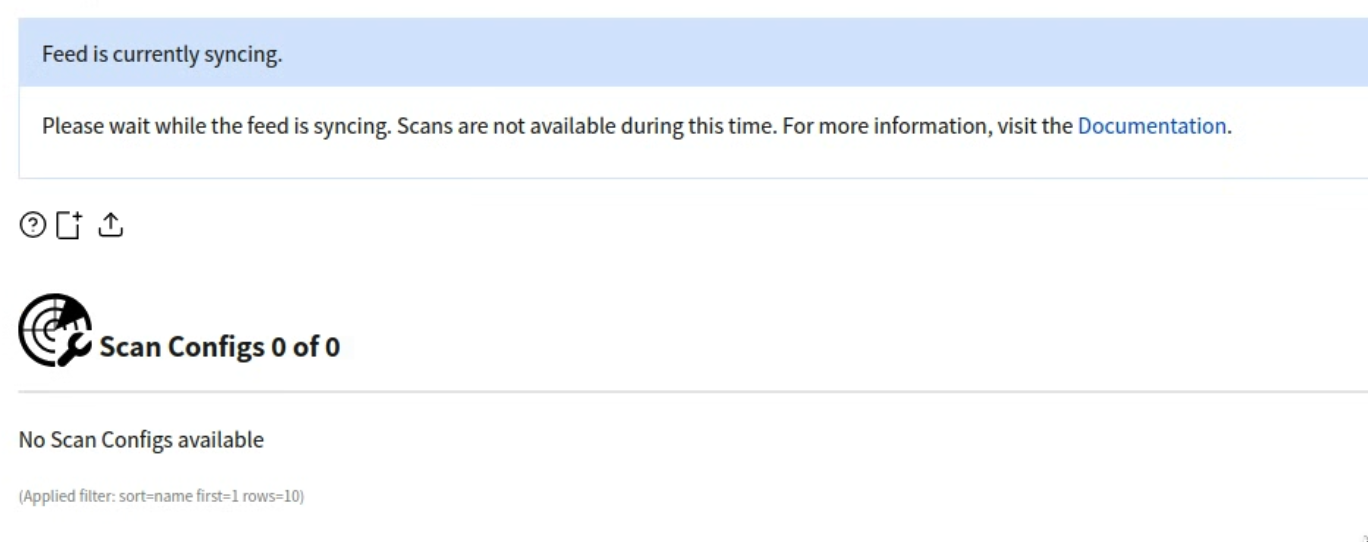 Feed is currently syncing.
Please wait while the feed is syncing. Scans are not available during this time. For more information, visit the Documentation.
Scan Configs 0 of 0
No Scan Configs available
(Applied filter: sort=name first=1 rows=10)